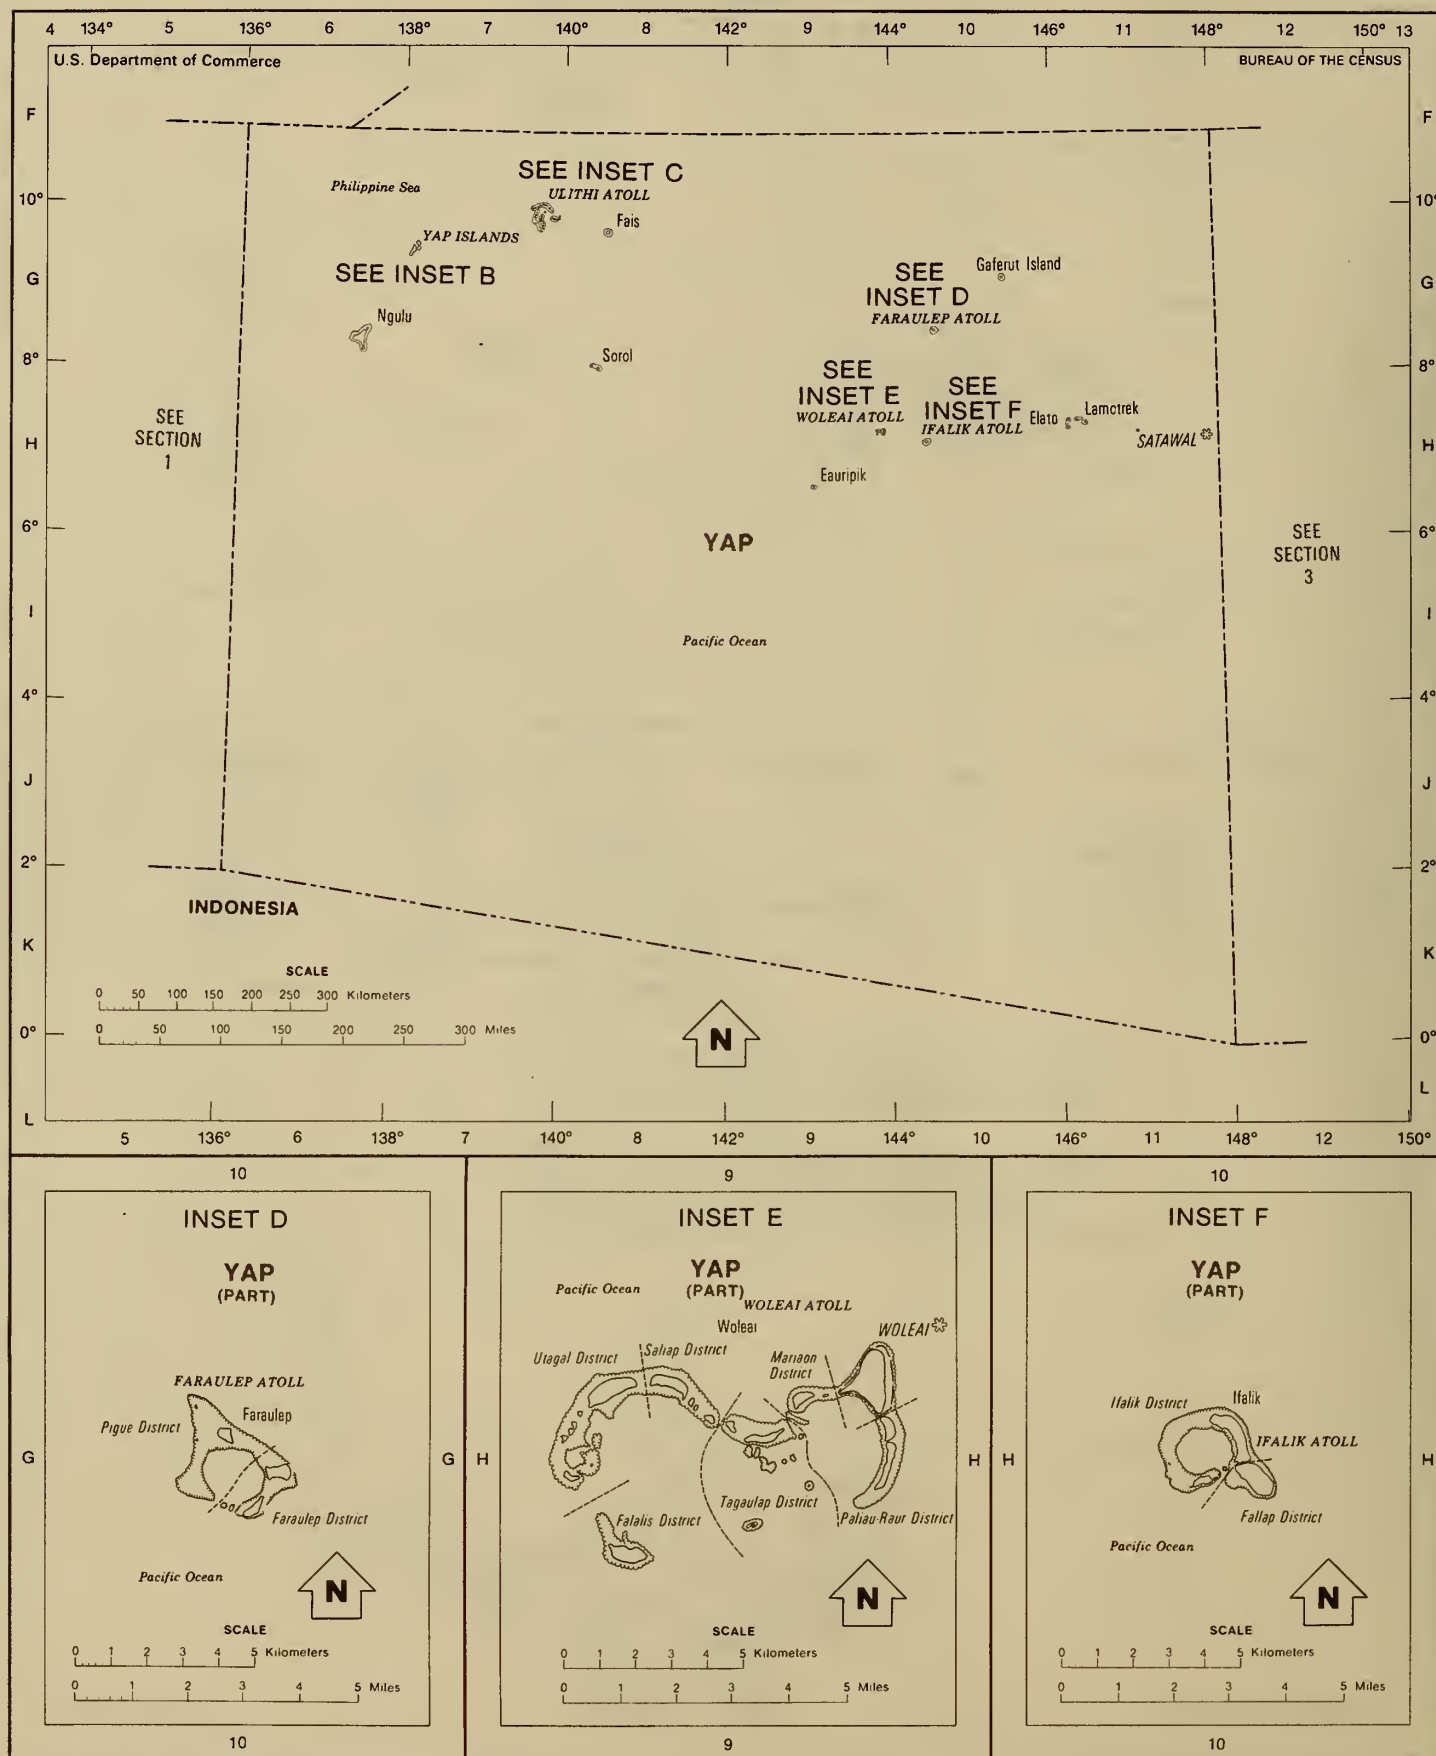 4 134° 5 136° 6 138° 7 140° 8 142° 9 144° 10 146° 11 148° 12 150° 13
U.S. Department of Commerce
BUREAU OF THE CENSUS
F
F
SEE INSET C
ULITHI ATOLL
Philippine Sea
10°
10°
Fais
YAP ISLANDS
SEE INSET B
G
G
Gaferut Island
SEE
INSET D
FARAULEP ATOLL
Ngulu
Sorol
8°
8°
SEE
INSET E
WOLEAI ATOLL
SEE
INSET F
IFALIK ATOLL
Elato
Lamotrek
SATAWAL
SEE
SECTION
1
H
H
Eauripik
6°
6°
YAP
SEE
SECTION
3
I
I
Pacific Ocean
4°
4°
J
J
2°
2°
INDONESIA
K
K
SCALE
0 50 100 150 200 250 300 Kilometers
0 50 100 150 200 250 300 Miles
N
0°
0°
L
L
5 136° 6 138° 7 140° 8 142° 9 144° 10 146° 11 148° 12 150°
10
INSET D
YAP
(PART)
FARAULEP ATOLL
Faraulep
Pigue District
G
G
Faraulep District
Pacific Ocean
N
SCALE
0 1 2 3 4 5 Kilometers
0 1 2 3 4 5 Miles
10
9
INSET E
YAP
(PART)
Pacific Ocean
WOLEAI ATOLL
Woleai
WOLEAI
Utagal District
Saliap District
Mariaon
District
H
H
Tagaulap District
Falalis District
Paliau-Raur District
N
SCALE
0 1 2 3 4 5 Kilometers
0 1 2 3 4 5 Miles
9
10
INSET F
YAP
(PART)
Ifalik District
Ifalik
IFALIK ATOLL
H
H
Fallap District
Pacific Ocean
N
SCALE
0 1 2 3 4 5 Kilometers
0 1 2 3 4 5 Miles
10